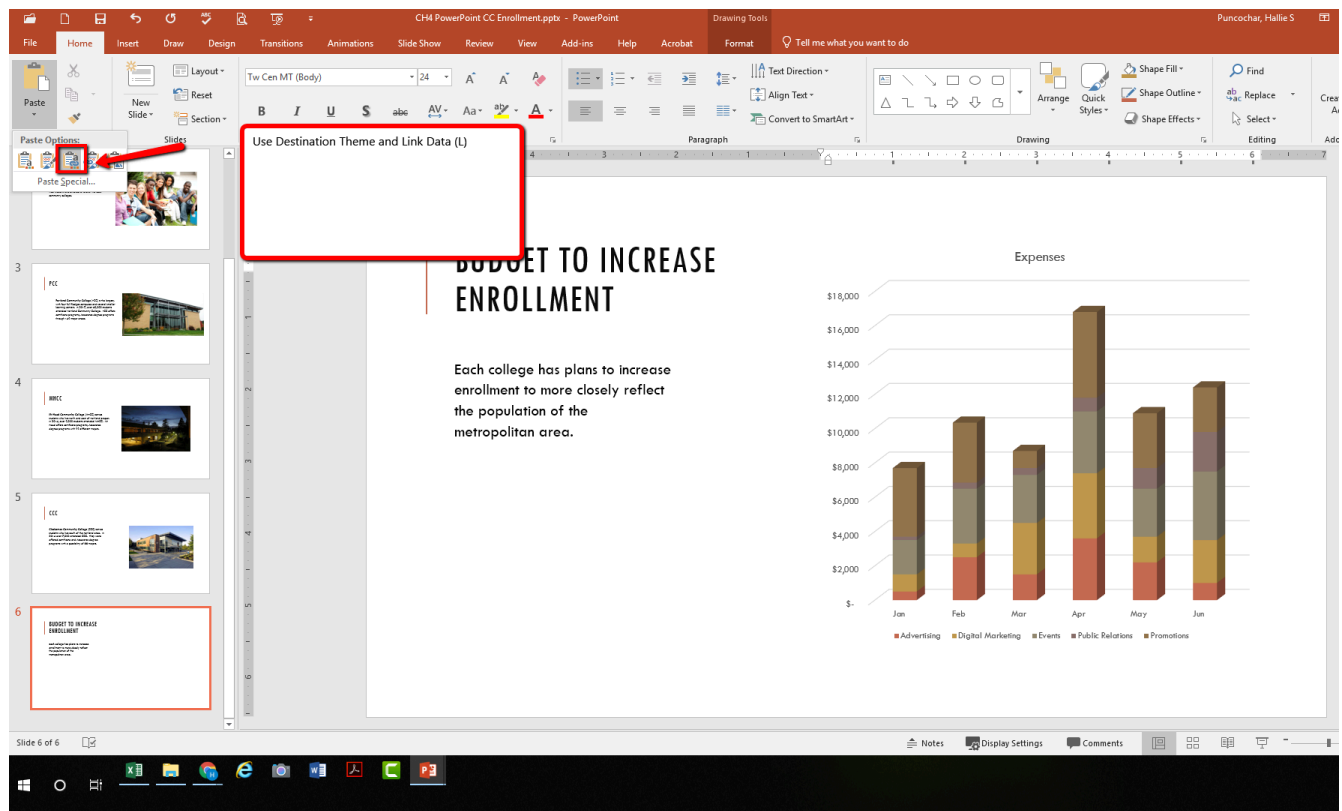 CH4 PowerPoint CC Enrollment.pptx - PowerPoint
Drawing Tools
Puncochar, Hallie S
File Home Insert Draw Design Transitions Animations Slide Show Review View Add-ins Help Acrobat Format Tell me what you want to do
Paste
New
Slide
Layout
Reset
Section
Tw Cen MT (Body) 24
B I U S abc AV Aa A
Text Direction
Align Text
Convert to SmartArt
Arrange
Quick
Styles
Shape Fill
Shape Outline
Shape Effects
Find
Replace
Select
Slides Paragraph Drawing Editing
Paste Options:
Paste Special...
Use Destination Theme and Link Data (L)
3
PCC
4
MHCC
5
CCC
6
BUDGET TO INCREASE
ENROLLMENT
BUDGET TO INCREASE
ENROLLMENT
Each college has plans to increase
enrollment to more closely reflect
the population of the
metropolitan area.
Expenses
$18,000
$16,000
$14,000
$12,000
$10,000
$8,000
$6,000
$4,000
$2,000
$-
Jan Feb Mar Apr May Jun
Advertising Digital Marketing Events Public Relations Promotions
Slide 6 of 6
Notes Display Settings Comments